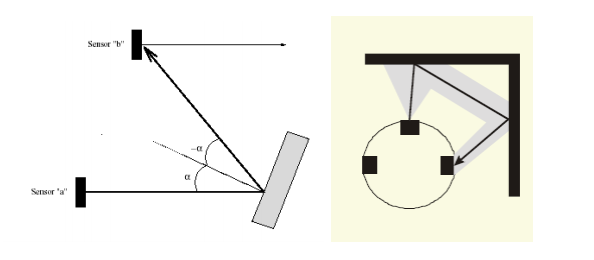 Sensor "b"
−α
α
Sensor "a"